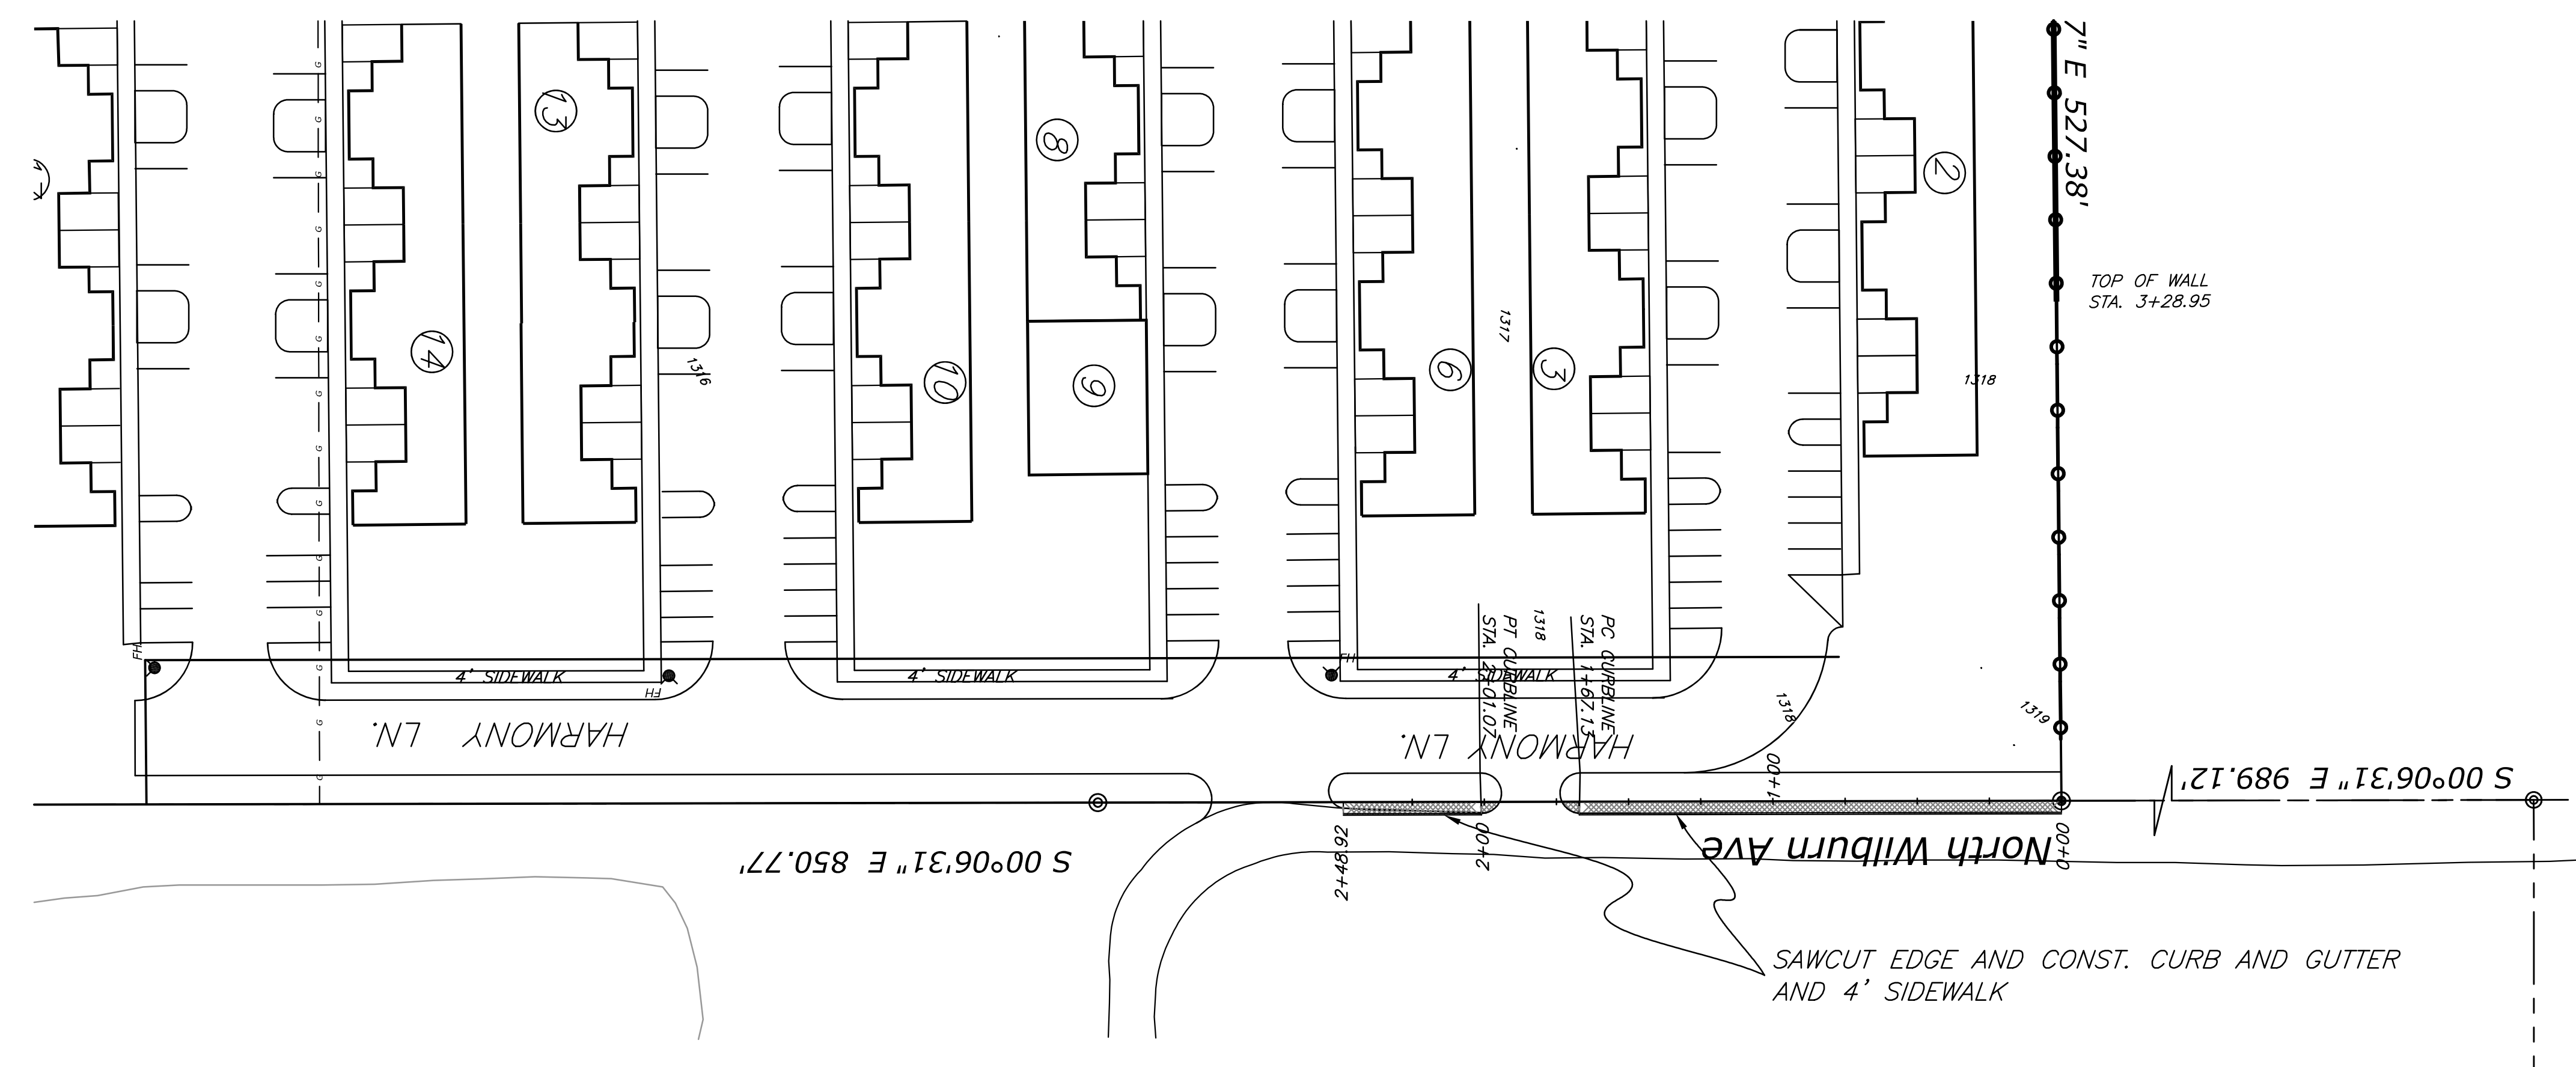 7" E 527.38'
13
8
2
TOP OF WALL
STA. 3+28.95
14
1316
10
9
6
1317
3
1318
FH
4' SIDEWALK
FH
4' SIDEWALK
FH
4' SIDEWALK
PT CURBLINE
STA. 2+01.07
1318
PC CURBLINE
STA. 1+67.13
1318
1319
HARMONY LN.
HARMONY LN.
1+00
S 00°06'31" E 989.12'
S 00°06'31" E 850.77'
2+48.92
2+00
North Wilburn Ave
0+00
SAWCUT EDGE AND CONST. CURB AND GUTTER
AND 4' SIDEWALK
G
G
G
G
G
G
G
G
G
G
G
G
G
G